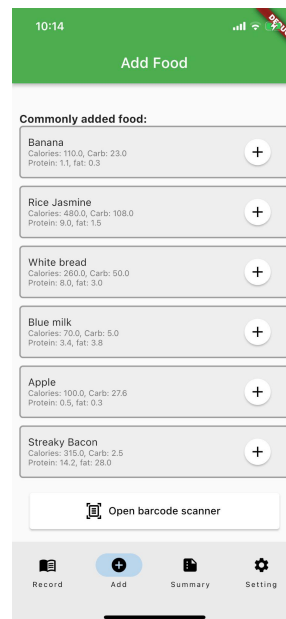 10:14
Add Food
Commonly added food:
Banana
Calories: 110.0, Carb: 23.0
Protein: 1.1, fat: 0.3
Rice Jasmine
Calories: 480.0, Carb: 108.0
Protein: 9.0, fat: 1.5
White bread
Calories: 260.0, Carb: 50.0
Protein: 8.0, fat: 3.0
Blue milk
Calories: 70.0, Carb: 5.0
Protein: 3.4, fat: 3.8
Apple
Calories: 100.0, Carb: 27.6
Protein: 0.5, fat: 0.3
Streaky Bacon
Calories: 315.0, Carb: 2.5
Protein: 14.2, fat: 28.0
Open barcode scanner
Record Add Summary Setting